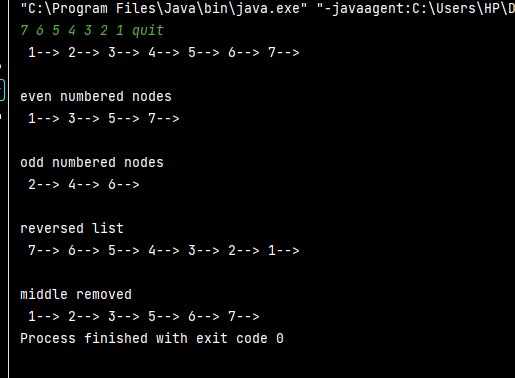 "C:\Program Files\Java\bin\java.exe" "-javaagent:C:\Users\HP\D
7 6 5 4 3 2 1 quit
1--> 2--> 3--> 4--> 5--> 6--> 7-->
even numbered nodes
1--> 3--> 5--> 7-->
odd numbered nodes
2--> 4--> 6-->
reversed list
7--> 6--> 5--> 4--> 3--> 2--> 1-->
middle removed
1--> 2--> 3--> 5--> 6--> 7-->
Process finished with exit code 0